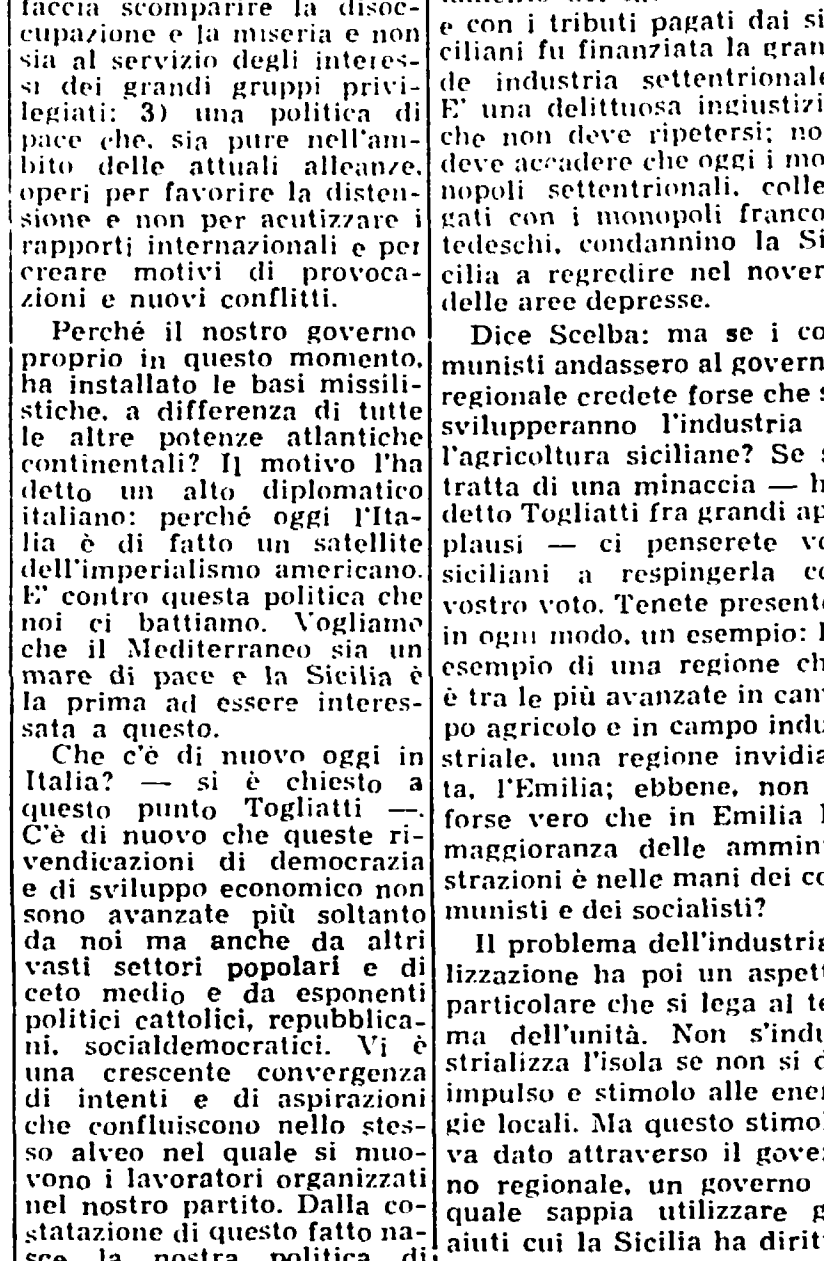 faccia scomparire la disoc-
cupazione e la miseria e non
sia al servizio degli interes-
si dei grandi gruppi privi-
legiati: 3) una politica di
pace che. sia pure nell'am-
bito delle attuali alleanze.
operi per favorire la disten-
sione e non per acutizzare i
rapporti internazionali e per
creare motivi di provoca-
zioni e nuovi conflitti.
Perché il nostro governo
proprio in questo momento.
ha installato le basi missili-
stiche. a differenza di tutte
le altre potenze atlantiche
continentali? Il motivo l'ha
detto un alto diplomatico
italiano: perché oggi l'Ita-
lia è di fatto un satellite
dell'imperialismo americano.
E' contro questa politica che
noi ci battiamo. Vogliamo
che il Mediterraneo sia un
mare di pace e la Sicilia è
la prima ad essere interes-
sata a questo.
Che c'è di nuovo oggi in
Italia? — si è chiesto a
questo punto Togliatti —.
C'è di nuovo che queste ri-
vendicazioni di democrazia
e di sviluppo economico non
sono avanzate più soltanto
da noi ma anche da altri
vasti settori popolari e di
ceto medio e da esponenti
politici cattolici, repubblica-
ni. socialdemocratici. Vi è
una crescente convergenza
di intenti e di aspirazioni
che confluiscono nello stes-
so alveo nel quale si muo-
vono i lavoratori organizzati
nel nostro partito. Dalla co-
statazione di questo fatto na-
sce la nostra politica di
e con i tributi pagati dai si
ciliani fu finanziata la gran
de industria settentrionale
E' una delittuosa ingiustizi
che non deve ripetersi; no
deve accadere che oggi i mo
nopoli settentrionali. colle
gati con i monopoli franco
tedeschi. condannino la Si
cilia a regredire nel nover
delle aree depresse.
Dice Scelba: ma se i co
munisti andassero al govern
regionale credete forse che s
svilupperanno l'industria
l'agricoltura siciliane? Se s
tratta di una minaccia — h
detto Togliatti fra grandi ap
plausi — ci penserete vo
siciliani a respingerla co
vostro voto. Tenete present
in ogni modo. un esempio: l
esempio di una regione ch
è tra le più avanzate in cam
po agricolo e in campo indu
striale. una regione invidia
ta, l'Emilia; ebbene, non
forse vero che in Emilia l
maggioranza delle ammini
strazioni è nelle mani dei co
munisti e dei socialisti?
Il problema dell'industria
lizzazione ha poi un aspett
particolare che si lega al te
ma dell'unità. Non s'indu
strializza l'isola se non si d
impulso e stimolo alle ener
gie locali. Ma questo stimol
va dato attraverso il gover
no regionale, un governo
quale sappia utilizzare g
aiuti cui la Sicilia ha diritt